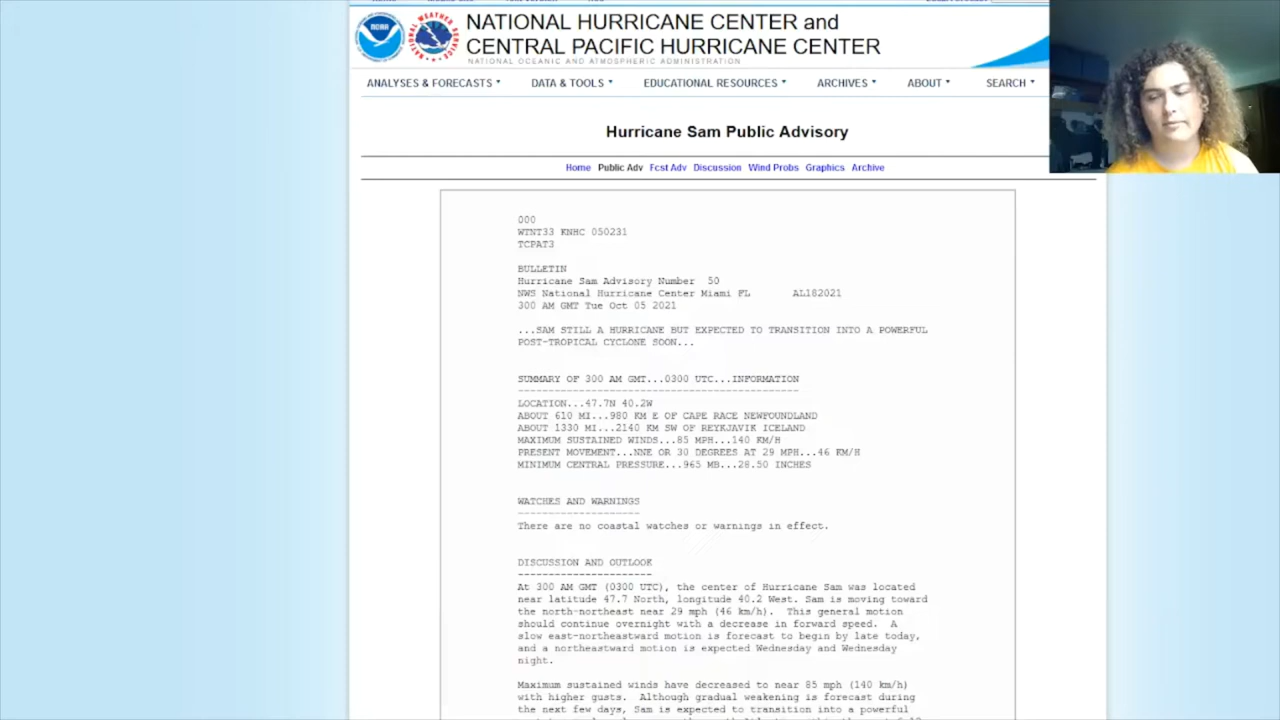 NATIONAL HURRICANE CENTER and
CENTRAL PACIFIC HURRICANE CENTER
NATIONAL OCEANIC AND ATMOSPHERIC ADMINISTRATION
ANALYSES & FORECASTS DATA & TOOLS EDUCATIONAL RESOURCES ARCHIVES ABOUT SEARCH
Hurricane Sam Public Advisory
Home Public Adv Fcst Adv Discussion Wind Probs Graphics Archive
000
WTNT33 KNHC 050231
TCPAT3
BULLETIN
Hurricane Sam Advisory Number 50
NWS National Hurricane Center Miami FL AL182021
300 AM GMT Tue Oct 05 2021
...SAM STILL A HURRICANE BUT EXPECTED TO TRANSITION INTO A POWERFUL
POST-TROPICAL CYCLONE SOON...
SUMMARY OF 300 AM GMT...0300 UTC...INFORMATION
----------------------------------------------
LOCATION...47.7N 40.2W
ABOUT 610 MI...980 KM E OF CAPE RACE NEWFOUNDLAND
ABOUT 1330 MI...2140 KM SW OF REYKJAVIK ICELAND
MAXIMUM SUSTAINED WINDS...85 MPH...140 KM/H
PRESENT MOVEMENT...NNE OR 30 DEGREES AT 29 MPH...46 KM/H
MINIMUM CENTRAL PRESSURE...965 MB...28.50 INCHES
WATCHES AND WARNINGS
--------------------
There are no coastal watches or warnings in effect.
DISCUSSION AND OUTLOOK
----------------------
At 300 AM GMT (0300 UTC), the center of Hurricane Sam was located
near latitude 47.7 North, longitude 40.2 West. Sam is moving toward
the north-northeast near 29 mph (46 km/h). This general motion
should continue overnight with a decrease in forward speed. A
slow east-northeastward motion is forecast to begin by late today,
and a northeastward motion is expected Wednesday and Wednesday
night.
Maximum sustained winds have decreased to near 85 mph (140 km/h)
with higher gusts. Although gradual weakening is forecast during
the next few days, Sam is expected to transition into a powerful